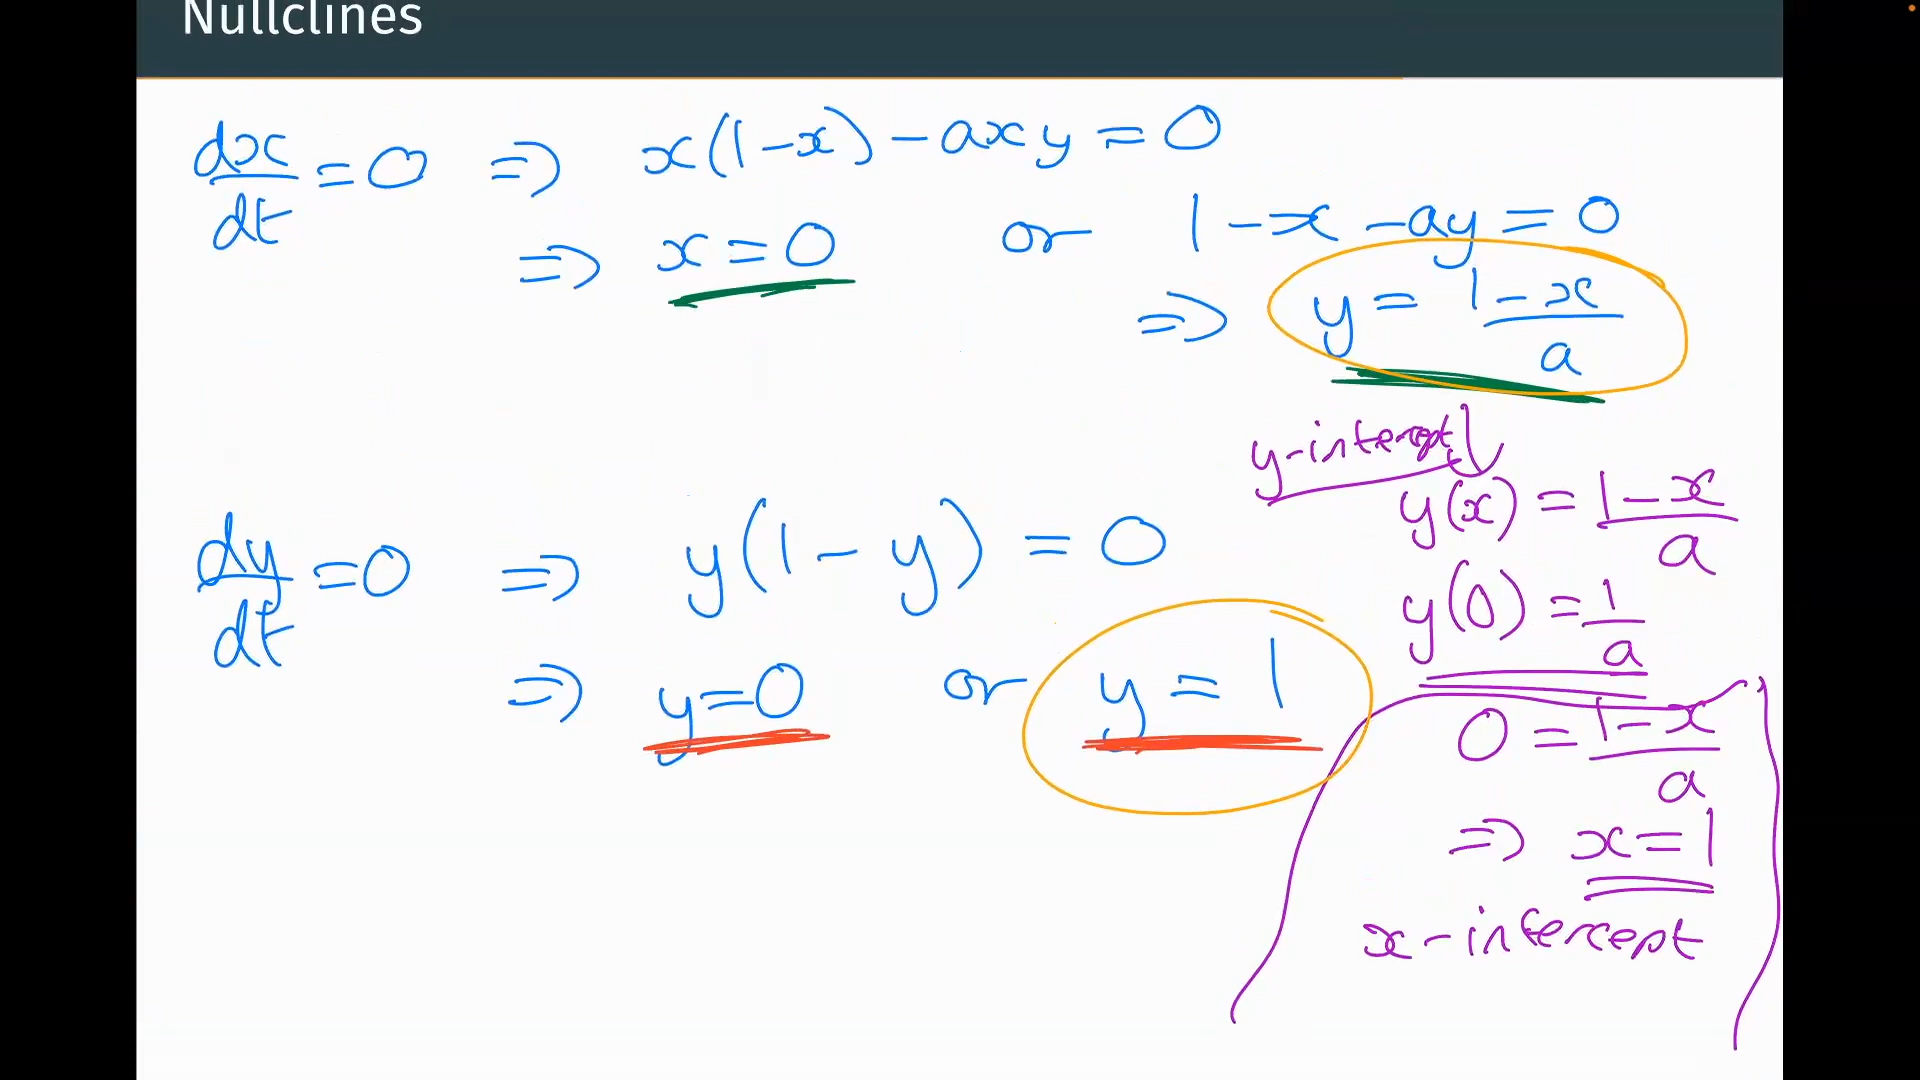 Nullclines
dx/dt = 0 ⇒ x(1-x) - axy = 0
⇒ x = 0 or 1 - x - ay = 0
⇒ y = 1-x/a
y-intercept
y(x) = 1-x/a
dy/dt = 0 ⇒ y(1-y) = 0
y(0) = 1/a
⇒ y=0 or y = 1
0 = 1-x/a
⇒ x=1
x-intercept